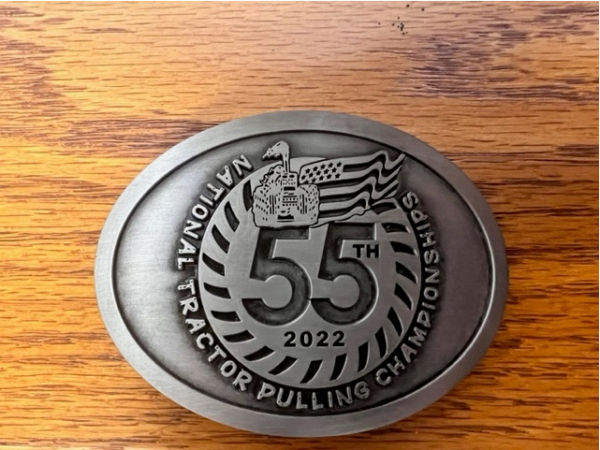 55TH
2022
NATIONAL TRACTOR PULLING CHAMPIONSHIPS